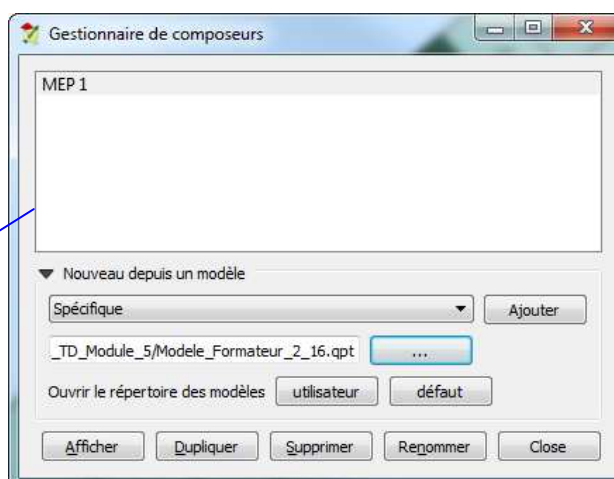 Gestionnaire de composeurs
MEP 1
Nouveau depuis un modèle
Spécifique
Ajouter
_TD_Module_5/Modele_Formateur_2_16.qpt
...
Ouvrir le répertoire des modèles
utilisateur
défaut
Afficher
Dupliquer
Supprimer
Renommer
Close